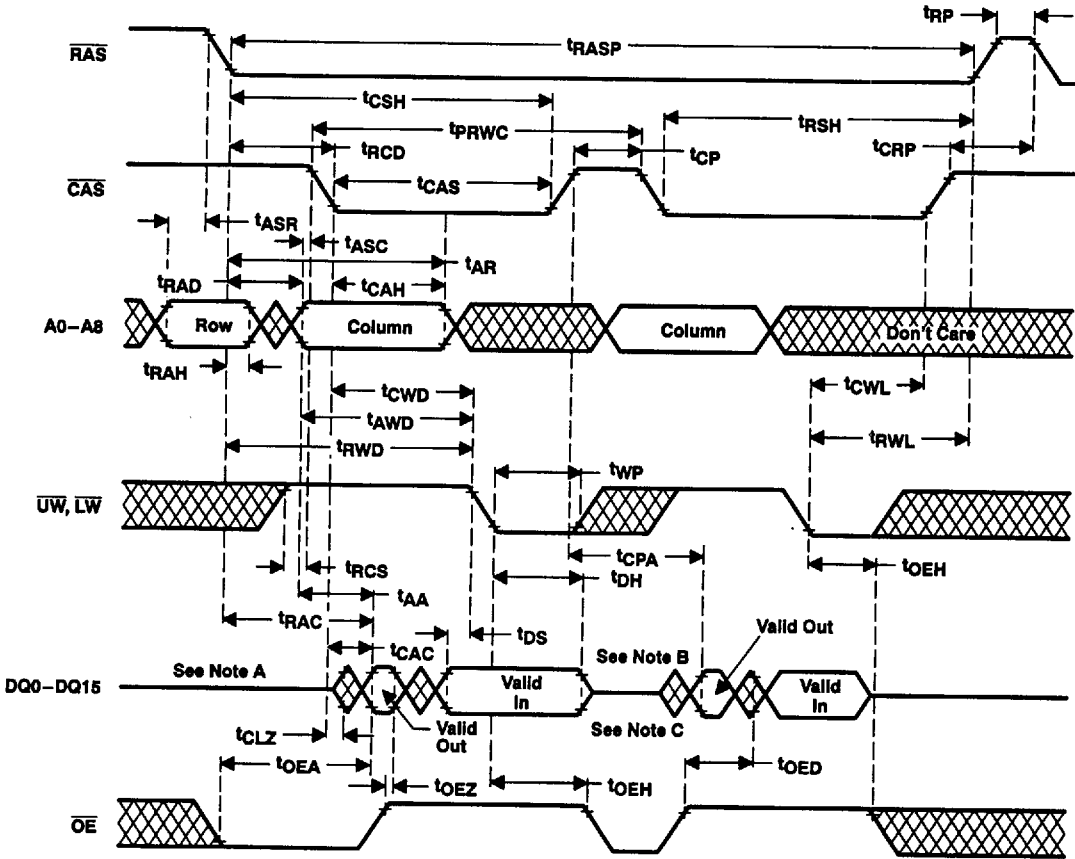 tRP
RAS
tRASP
tCSH
tPRWC
tRSH
tRCD
tCP
tCRP
CAS
tCAS
tASR
tASC
tAR
tRAD
tCAH
A0–A8
Row
Column
Column
Don't Care
tRAH
tCWD
tCWL
tAWD
tRWD
tRWL
tWP
UW, LW
tCPA
tRCS
tDH
tOEH
tAA
tRAC
tDS
Valid Out
tCAC
See Note A
See Note B
DQ0–DQ15
Valid
In
Valid
In
See Note C
tCLZ
Valid
Out
tOEA
tOEZ
tOEH
tOED
OE